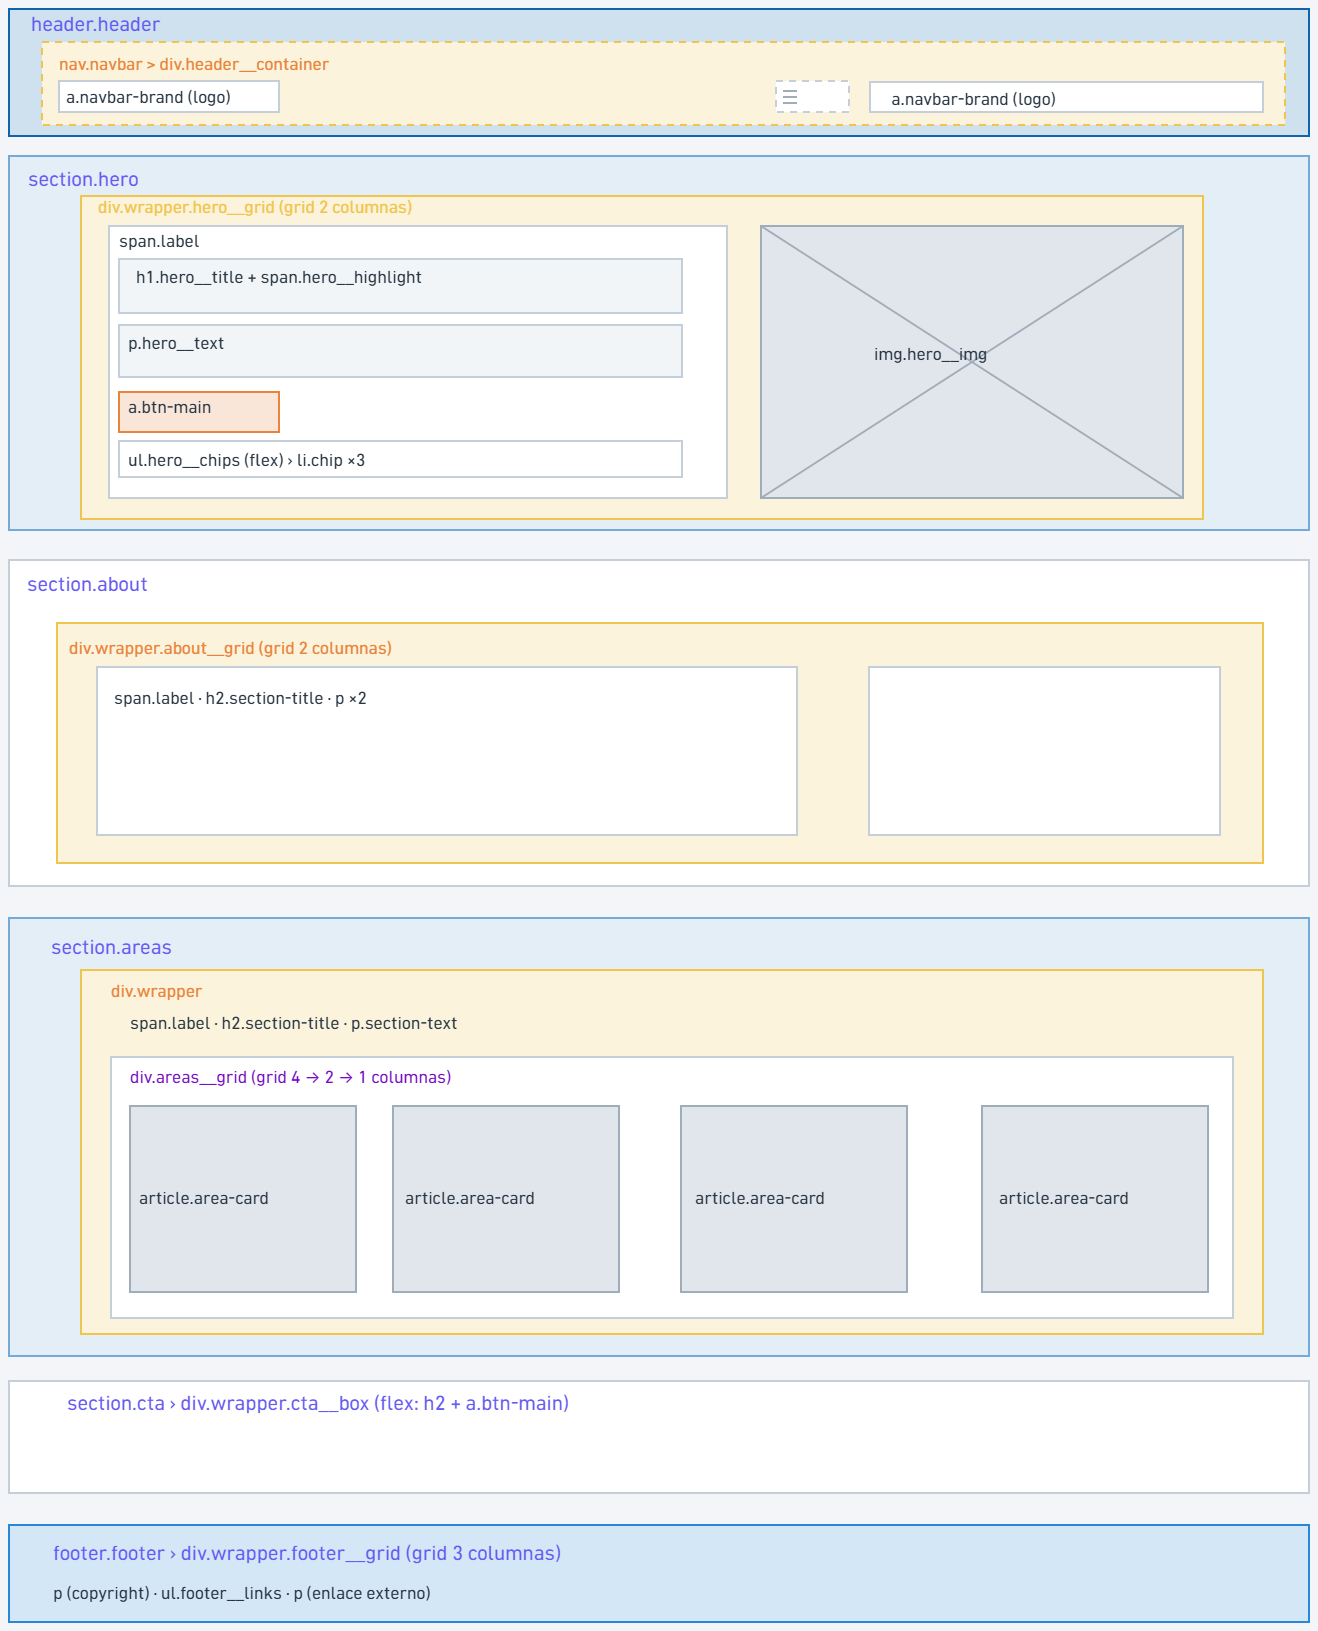 header.header
nav.navbar > div.header__container
a.navbar-brand (logo)
a.navbar-brand (logo)
section.hero
div.wrapper.hero__grid (grid 2 columnas)
span.label
h1.hero__title + span.hero__highlight
p.hero__text
a.btn-main
ul.hero__chips (flex) › li.chip ×3
img.hero__img
section.about
div.wrapper.about__grid (grid 2 columnas)
span.label · h2.section-title · p ×2
section.areas
div.wrapper
span.label · h2.section-title · p.section-text
div.areas__grid (grid 4 → 2 → 1 columnas)
article.area-card
article.area-card
article.area-card
article.area-card
section.cta › div.wrapper.cta__box (flex: h2 + a.btn-main)
footer.footer › div.wrapper.footer__grid (grid 3 columnas)
p (copyright) · ul.footer__links · p (enlace externo)